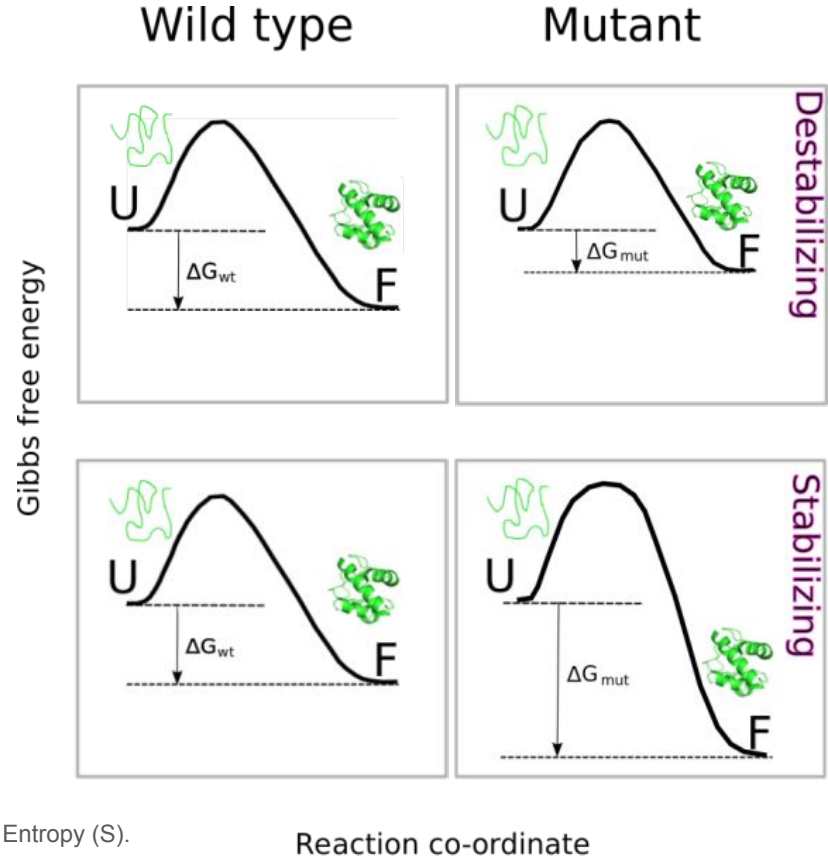 Wild type
Mutant
U
ΔGwt
F
U
ΔGmut
F
Destabilizing
Gibbs free energy
U
ΔGwt
F
U
ΔGmut
F
Stabilizing
Entropy (S).
Reaction co-ordinate